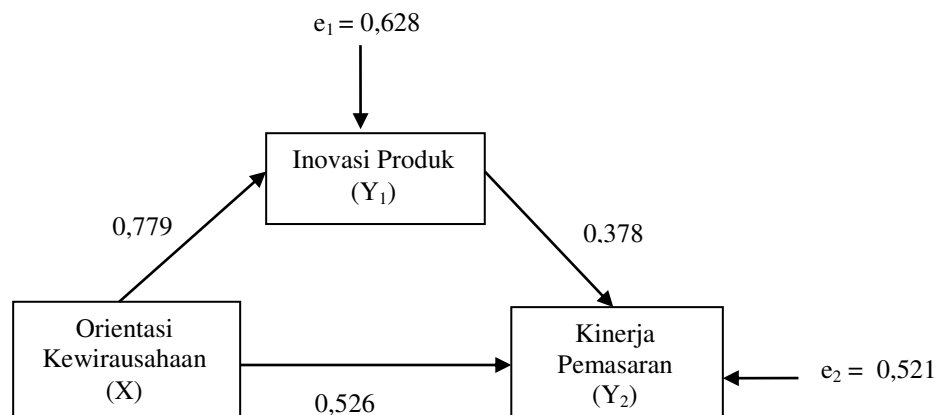 e₁ = 0,628
Inovasi Produk
(Y₁)
0,779
0,378
Orientasi
Kewirausahaan
(X)
Kinerja
Pemasaran
(Y₂)
e₂ = 0,521
0,526